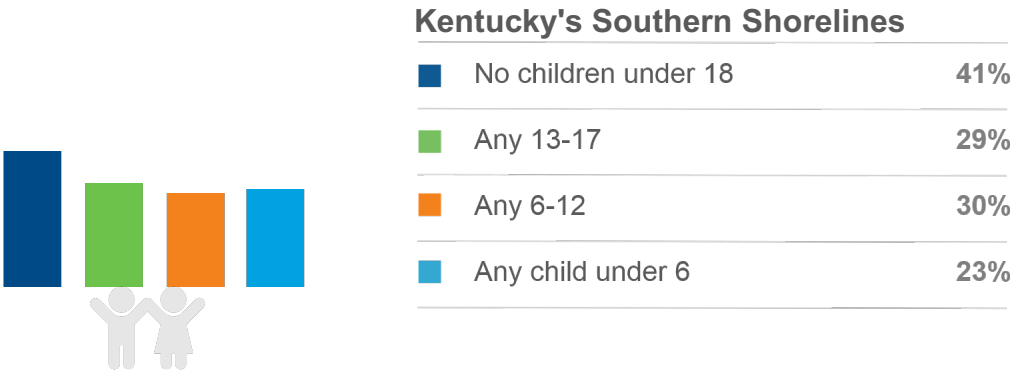 Kentucky's Southern Shorelines
No children under 18 41%
Any 13-17 29%
Any 6-12 30%
Any child under 6 23%